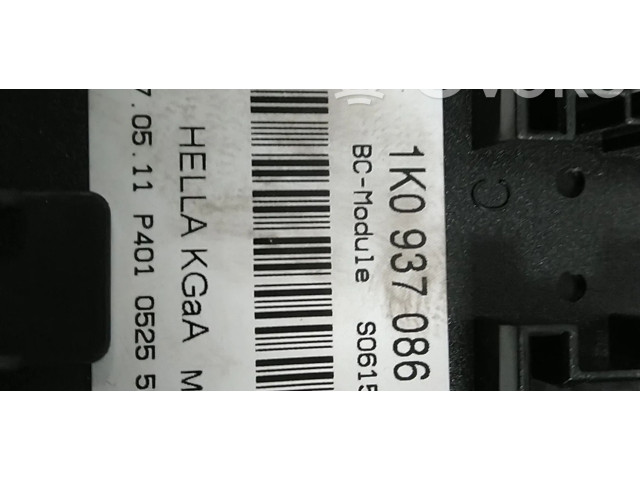 1K0 937 086
BC-Module S0615
HELLA KGaA M
7.05.11 P401 0525 5
C